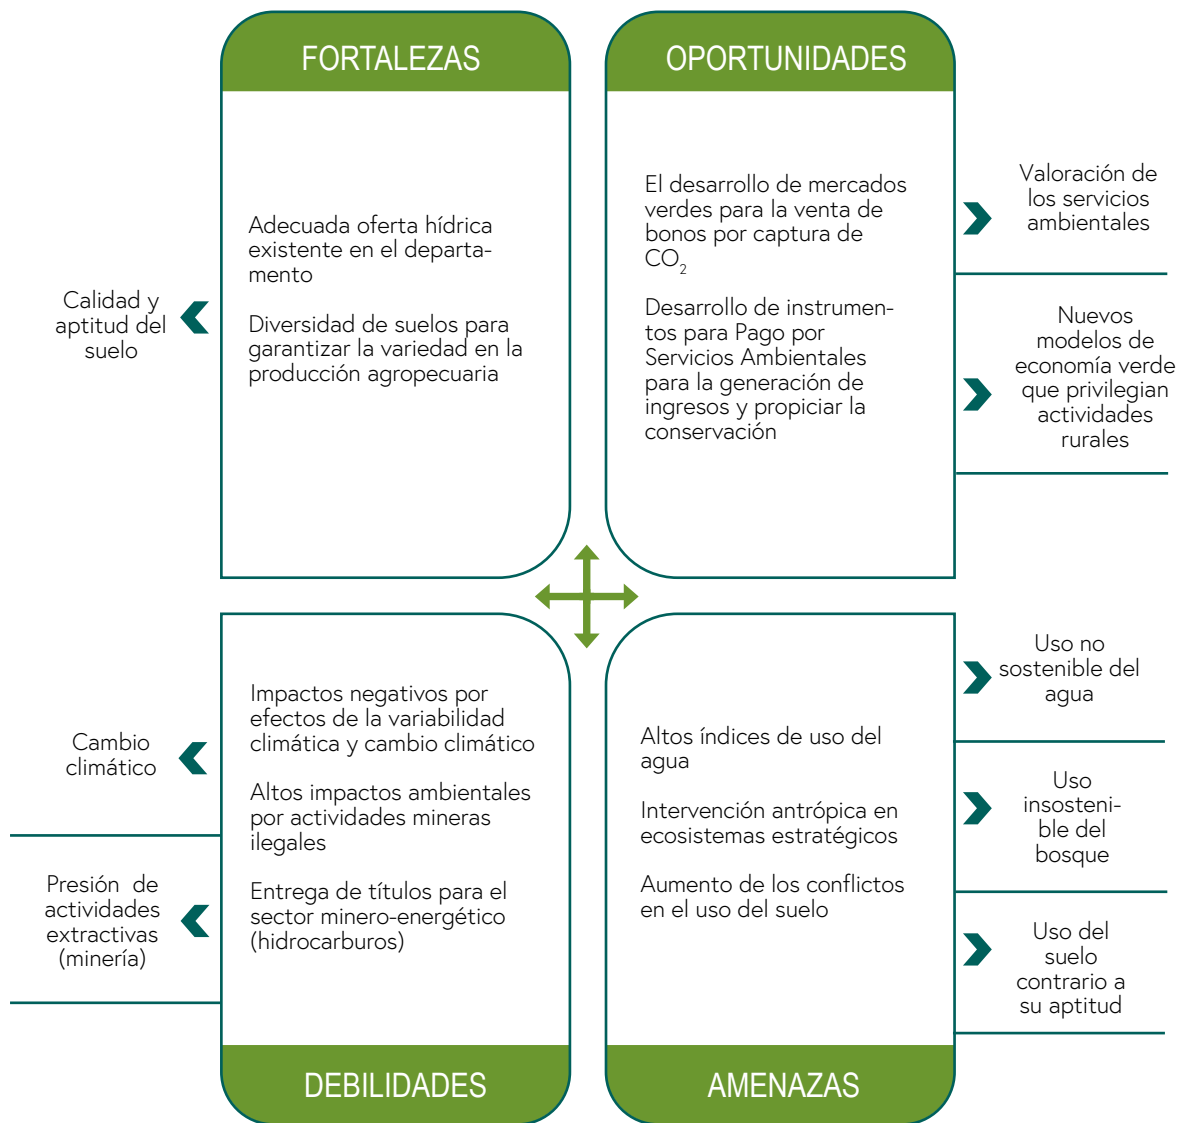 FORTALEZAS
Adecuada oferta hídrica
existente en el departa-
mento
Diversidad de suelos para
garantizar la variedad en la
producción agropecuaria
Calidad y
aptitud del
suelo
OPORTUNIDADES
El desarrollo de mercados
verdes para la venta de
bonos por captura de
CO₂
Desarrollo de instrumen-
tos para Pago por
Servicios Ambientales
para la generación de
ingresos y propiciar la
conservación
Valoración de
los servicios
ambientales
Nuevos
modelos de
economía verde
que privilegian
actividades
rurales
Cambio
climático
Presión de
actividades
extractivas
(minería)
Impactos negativos por
efectos de la variabilidad
climática y cambio climático
Altos impactos ambientales
por actividades mineras
ilegales
Entrega de títulos para el
sector minero-energético
(hidrocarburos)
DEBILIDADES
Altos índices de uso del
agua
Intervención antrópica en
ecosistemas estratégicos
Aumento de los conflictos
en el uso del suelo
AMENAZAS
Uso no
sostenible del
agua
Uso
insosteni-
ble del
bosque
Uso del
suelo
contrario a
su aptitud